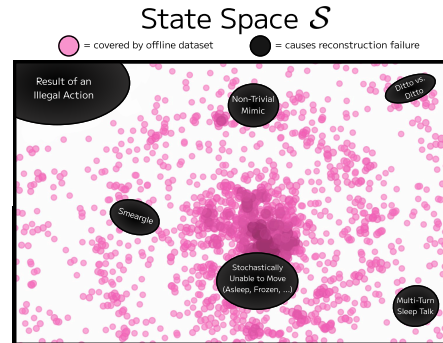 State Space 𝒮
= covered by offline dataset
= causes reconstruction failure
Result of an
Illegal Action
Non-Trivial
Mimic
Ditto vs.
Ditto
Smeargle
Stochastically
Unable to Move
(Asleep, Frozen, ...)
Multi-Turn
Sleep Talk